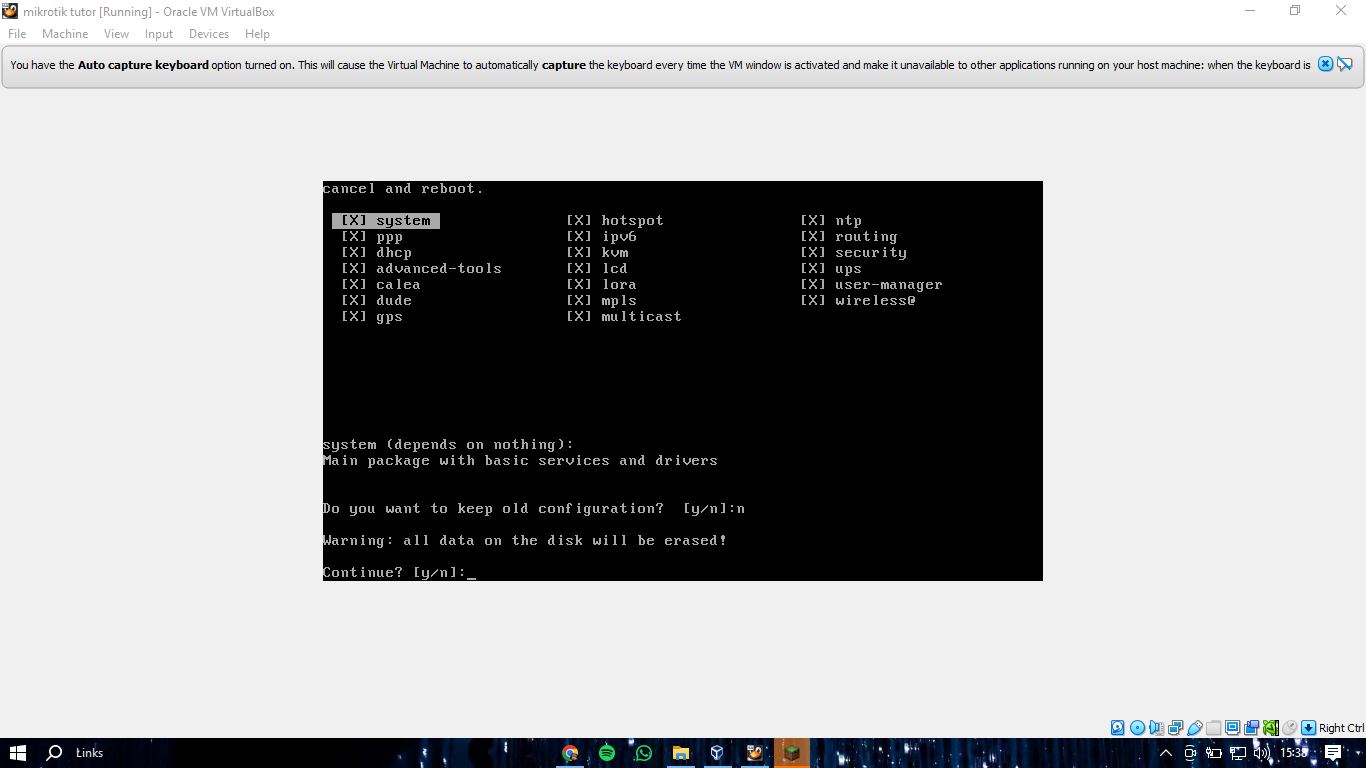 mikrotik tutor [Running] - Oracle VM VirtualBox
File Machine View Input Devices Help
You have the Auto capture keyboard option turned on. This will cause the Virtual Machine to automatically capture the keyboard every time the VM window is activated and make it unavailable to other applications running on your host machine: when the keyboard is
cancel and reboot.
[X] system [X] hotspot [X] ntp
[X] ppp [X] ipv6 [X] routing
[X] dhcp [X] kvm [X] security
[X] advanced-tools [X] lcd [X] ups
[X] calea [X] lora [X] user-manager
[X] dude [X] mpls [X] wireless@
[X] gps [X] multicast
system (depends on nothing):
Main package with basic services and drivers
Do you want to keep old configuration? [y/n]:n
Warning: all data on the disk will be erased!
Continue? [y/n]:_
Right Ctrl
Links
15:38